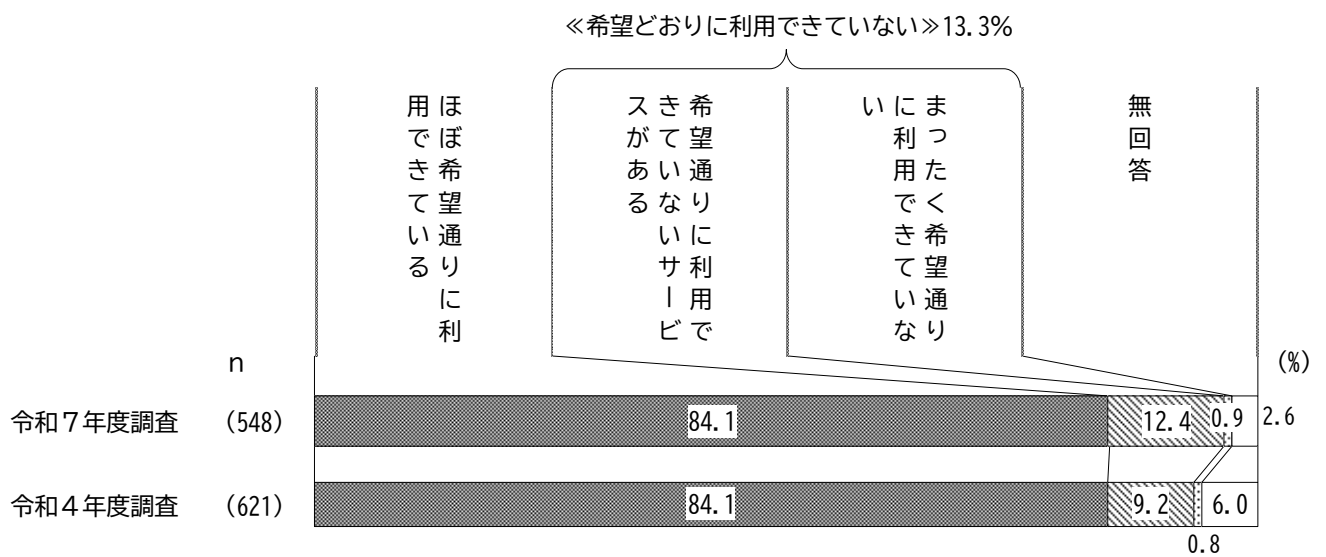 ≪希望どおりに利用できていない≫13.3%
ほぼ希望通りに利
用できている
希望通りに利用で
きていないサービ
スがある
まったく希望通り
に利用できていな
い
無回答
n
(%)
令和７年度調査 (548) 84.1 12.4 0.9 2.6
令和４年度調査 (621) 84.1 9.2 6.0
0.8